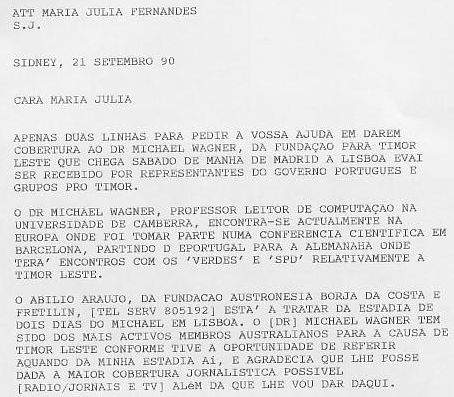 ATT MARIA JULIA FERNANDES
S.J.
SIDNEY, 21 SETEMBRO 90
CARA MARIA JULIA
APENAS DUAS LINHAS PARA PEDIR A VOSSA AJUDA EM DAREM
COBERTURA AO DR MICHAEL WAGNER, DA FUNDAÇAO PARA TIMOR
LESTE QUE CHEGA SABADO DE MANHA DE MADRID A LISBOA EVAI
SER RECEBIDO POR REPRESENTANTES DO GOVERNO PORTUGUES E
GRUPOS PRO TIMOR.
O DR MICHAEL WAGNER, PROFESSOR LEITOR DE COMPUTAÇAO NA
UNIVERSIDADE DE CAMBERRA, ENCONTRA-SE ACTUALMENTE NA
EUROPA ONDE FOI TOMAR PARTE NUMA CONFERENCIA CIENTIFICA EM
BARCELONA, PARTINDO D EPORTUGAL PARA A ALEMANAHA ONDE
TERA' ENCONTROS COM OS 'VERDES' E 'SPD' RELATIVAMENTE A
TIMOR LESTE.
O ABILIO ARAUJO, DA FUNDACAO AUSTRONESIA BORJA DA COSTA E
FRETILIN, [TEL SERV 805192] ESTA' A TRATAR DA ESTADIA DE
DOIS DIAS DO MICHAEL EM LISBOA. O [DR] MICHAEL WAGNER TEM
SIDO DOS MAIS ACTIVOS MEMBROS AUSTRALIANOS PARA A CAUSA DE
TIMOR LESTE CONFORME TIVE A OPORTUNIDADE DE REFERIR
AQUANDO DA MINHA ESTADIA Aí, E AGRADECIA QUE LHE FOSSE
DADA A MAIOR COBERTURA JORNALISTICA POSSIVEL
[RADIO/JORNAIS E TV] ALéM DA QUE LHE VOU DAR DAQUI.